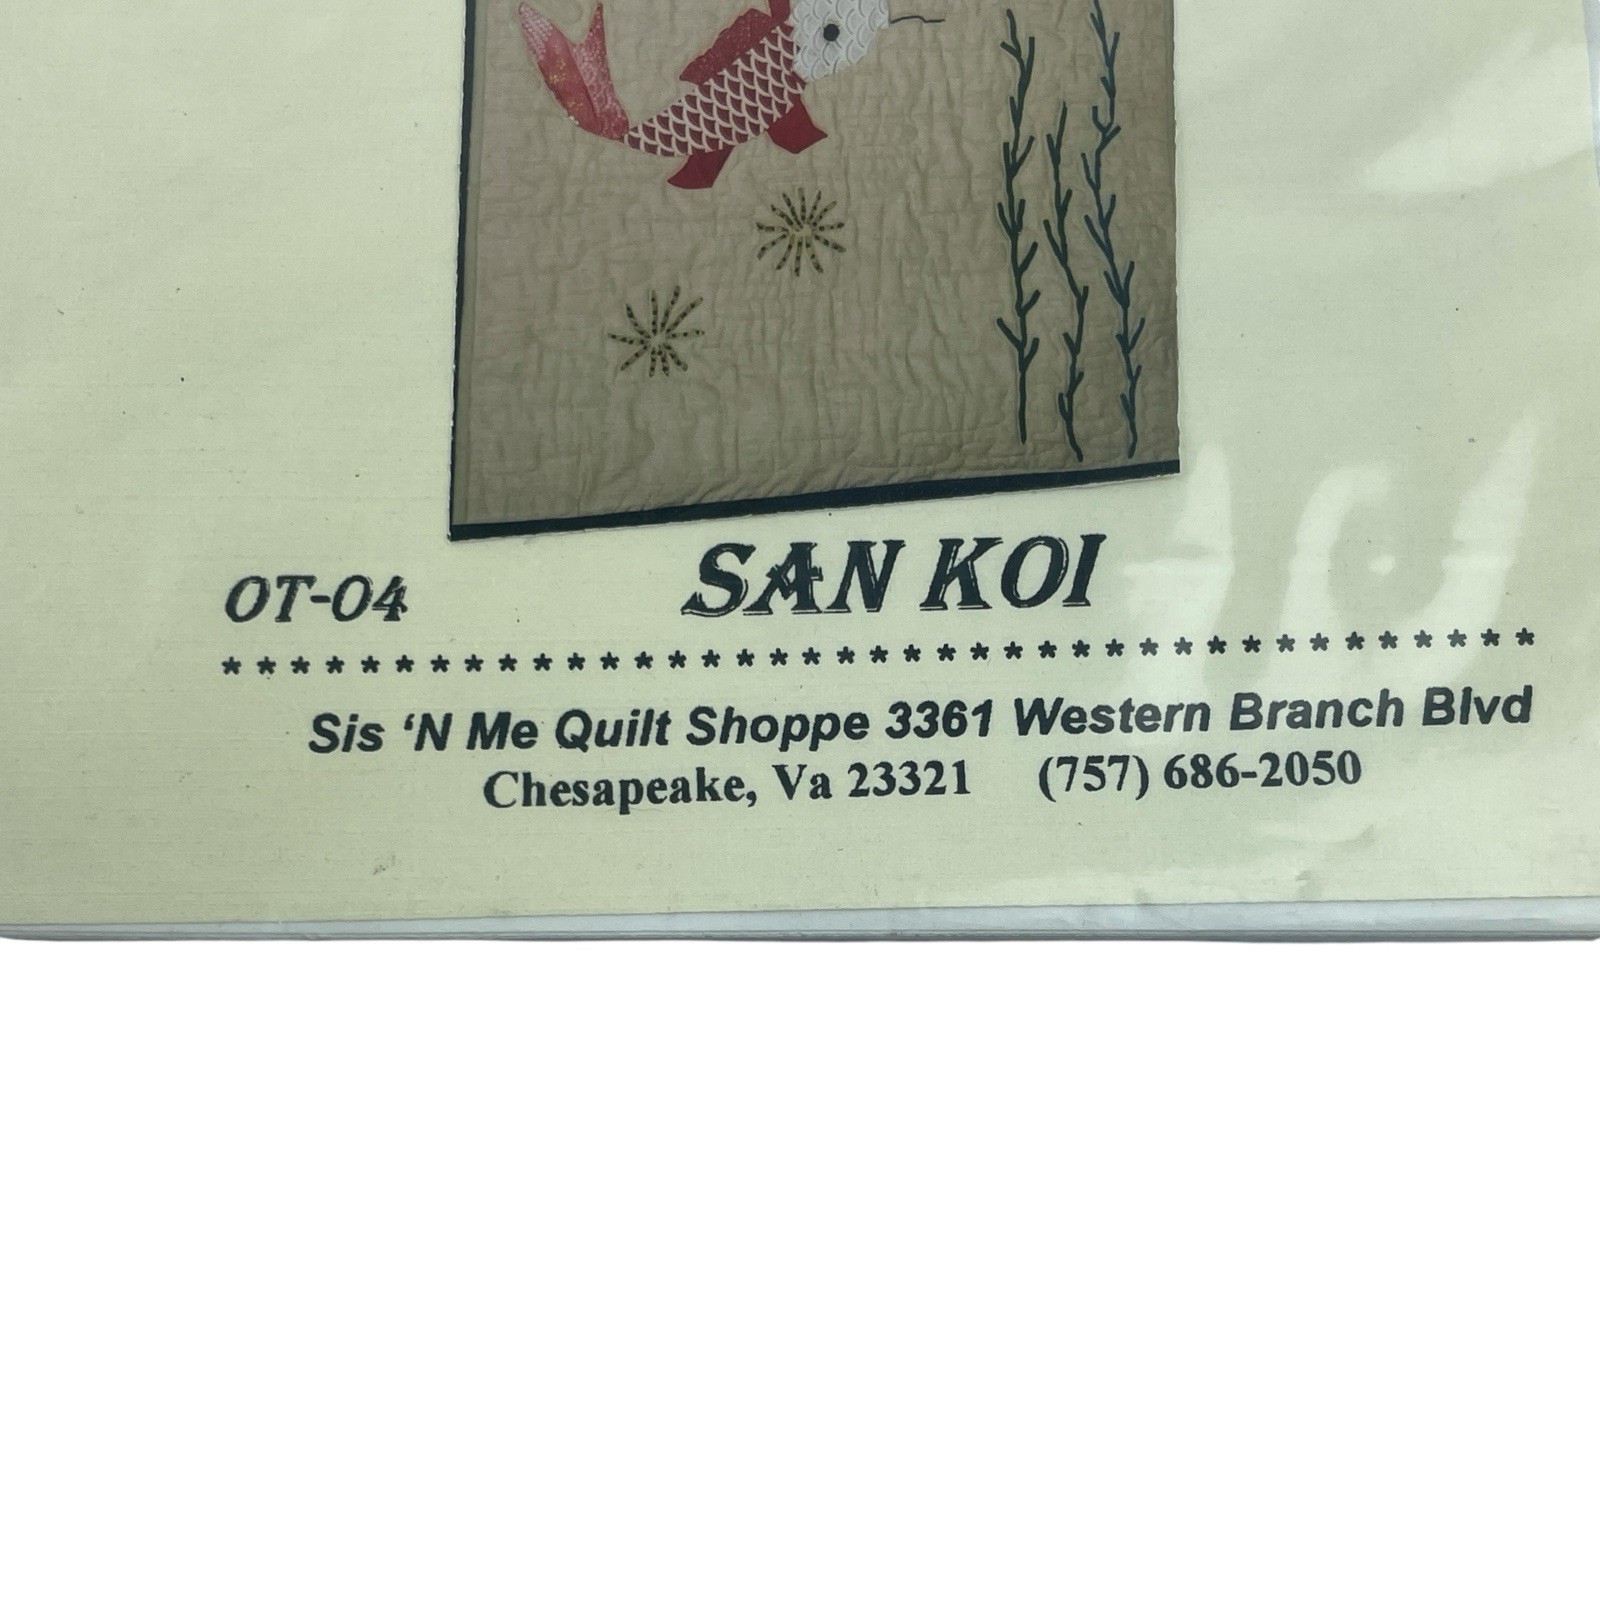 OT-04 SAN KOI
* * * * * * * * * * * * * * * * * * * * * * * * * * * * * * * * * * * * * * *
Sis ‘N Me Quilt Shoppe 3361 Western Branch Blvd
Chesapeake, Va 23321 (757) 686-2050